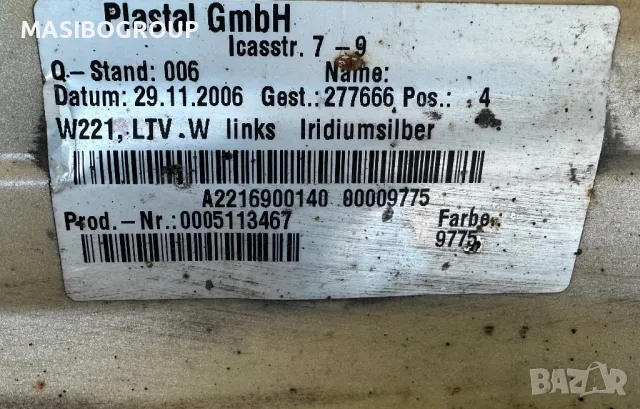 MASIBOGROUP
Plastal GmbH
Icasstr. 7-9
Q-Stand: 006 Name:
Datum: 29.11.2006 Gest.: 277666 Pos.: 4
W221, LTV .W links Iridiumsilber
A2216900140 00009775
Prod.-Nr.:0005113467 Farbe:
9775
BAZAR
bg